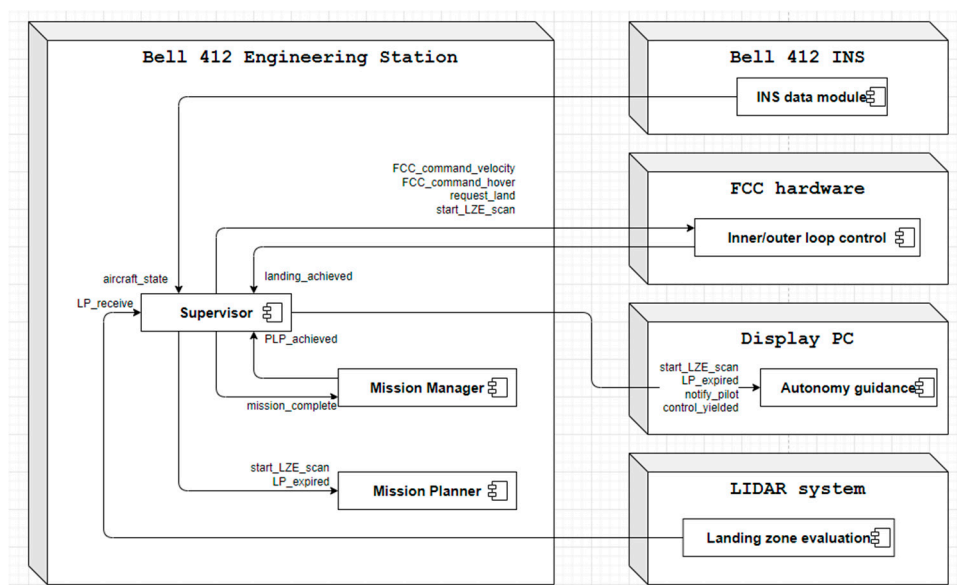 Bell 412 Engineering Station
Bell 412 INS
INS data module
FCC_command_velocity
FCC_command_hover
request_land
start_LZE_scan
FCC hardware
Inner/outer loop control
aircraft_state
landing_achieved
LP_receive
Supervisor
PLP_achieved
Display PC
start_LZE_scan
LP_expired
notify_pilot
control_yielded
Autonomy guidance
Mission Manager
mission_complete
start_LZE_scan
LP_expired
Mission Planner
LIDAR system
Landing zone evaluation